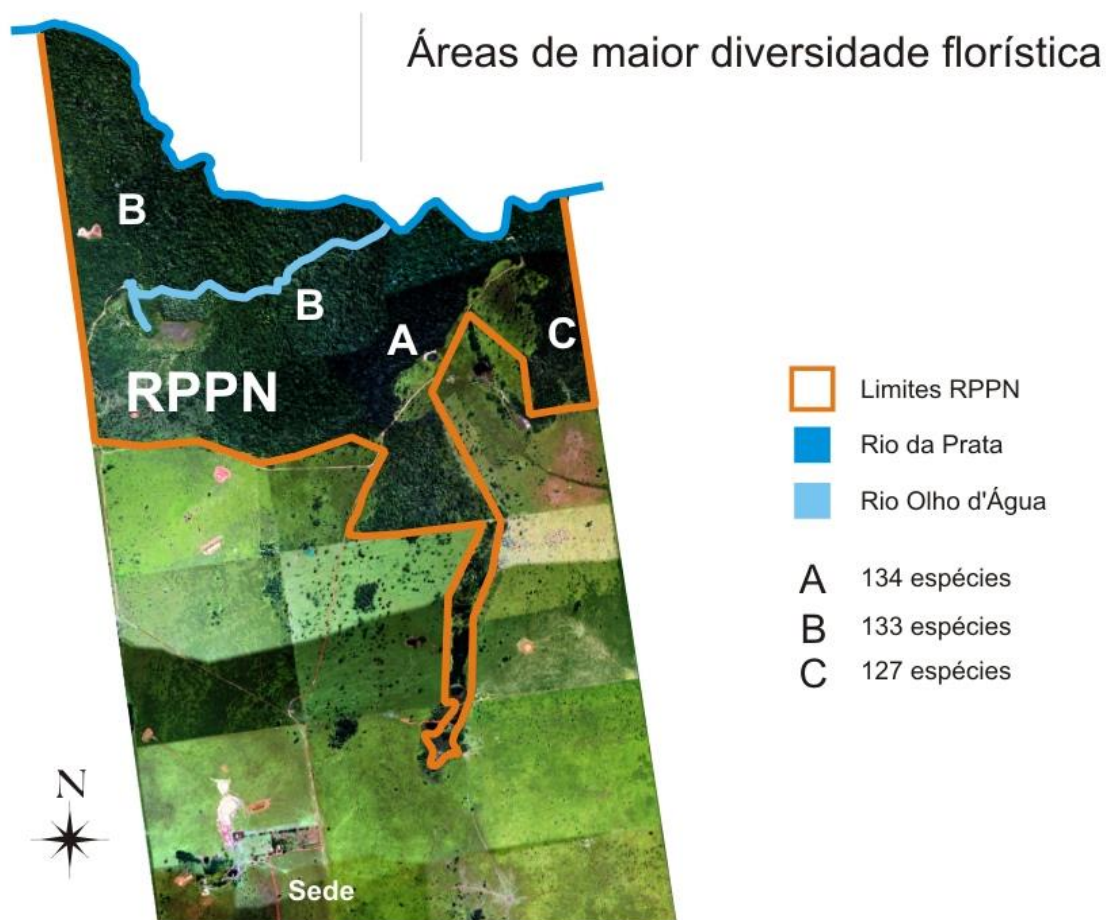 Áreas de maior diversidade florística
B
B
A
C
RPPN
Limites RPPN
Rio da Prata
Rio Olho d'Água
A 134 espécies
B 133 espécies
C 127 espécies
N
Sede